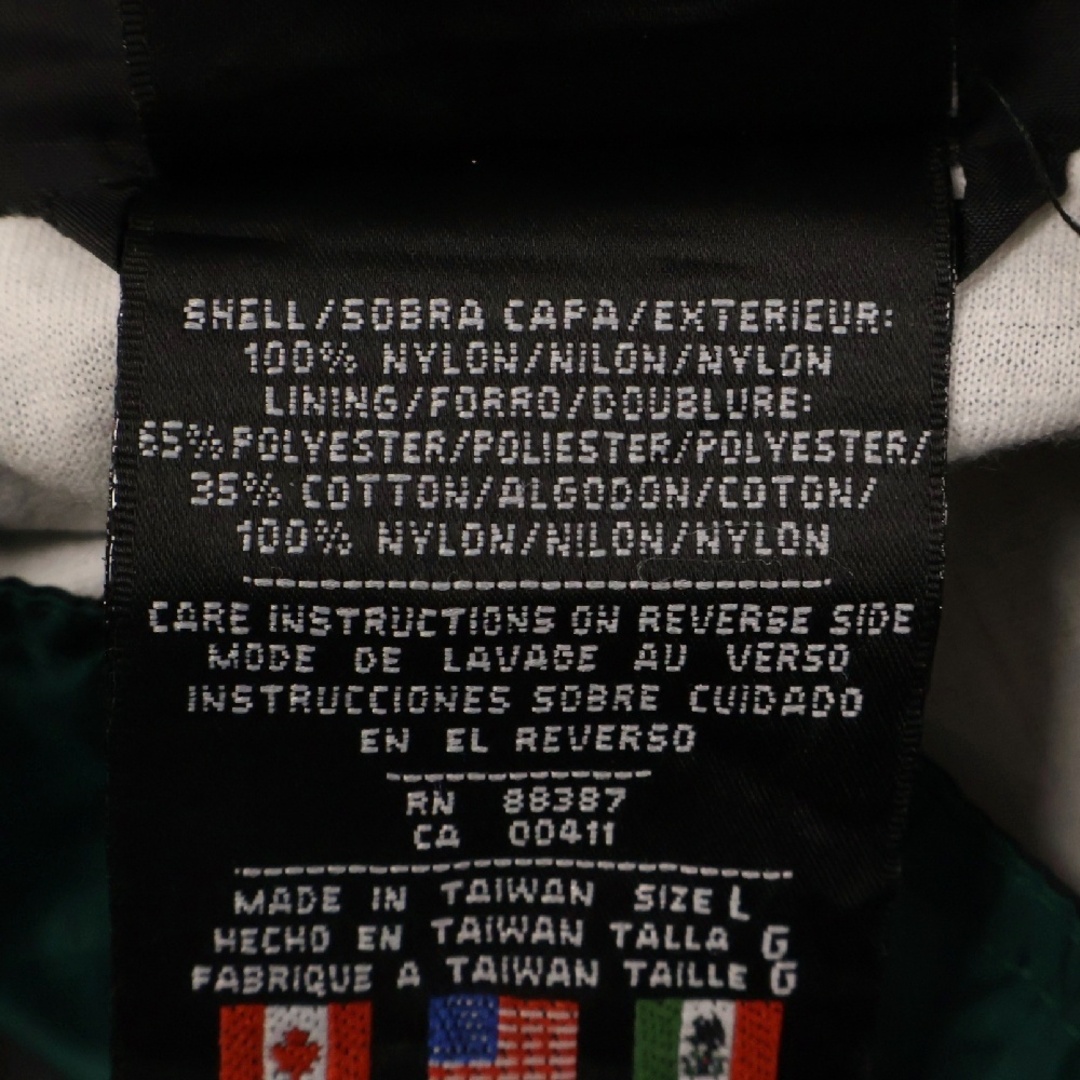 SHELL/SOBRA CAPA/EXTERIEUR:
100% NYLON/NILON/NYLON
LINING/FORRO/DOUBLURE:
65% POLYESTER/POLIESTER/POLYESTER/
35% COTTON/ALGODON/COTON/
100% NYLON/NILON/NYLON
CARE INSTRUCTIONS ON REVERSE SIDE
MODE DE LAVAGE AU VERSO
INSTRUCCIONES SOBRE CUIDADO
EN EL REVERSO
RN 88387
CA 00411
MADE IN TAIWAN SIZE L
HECHO EN TAIWAN TALLA G
FABRIQUE A TAIWAN TAILLE G